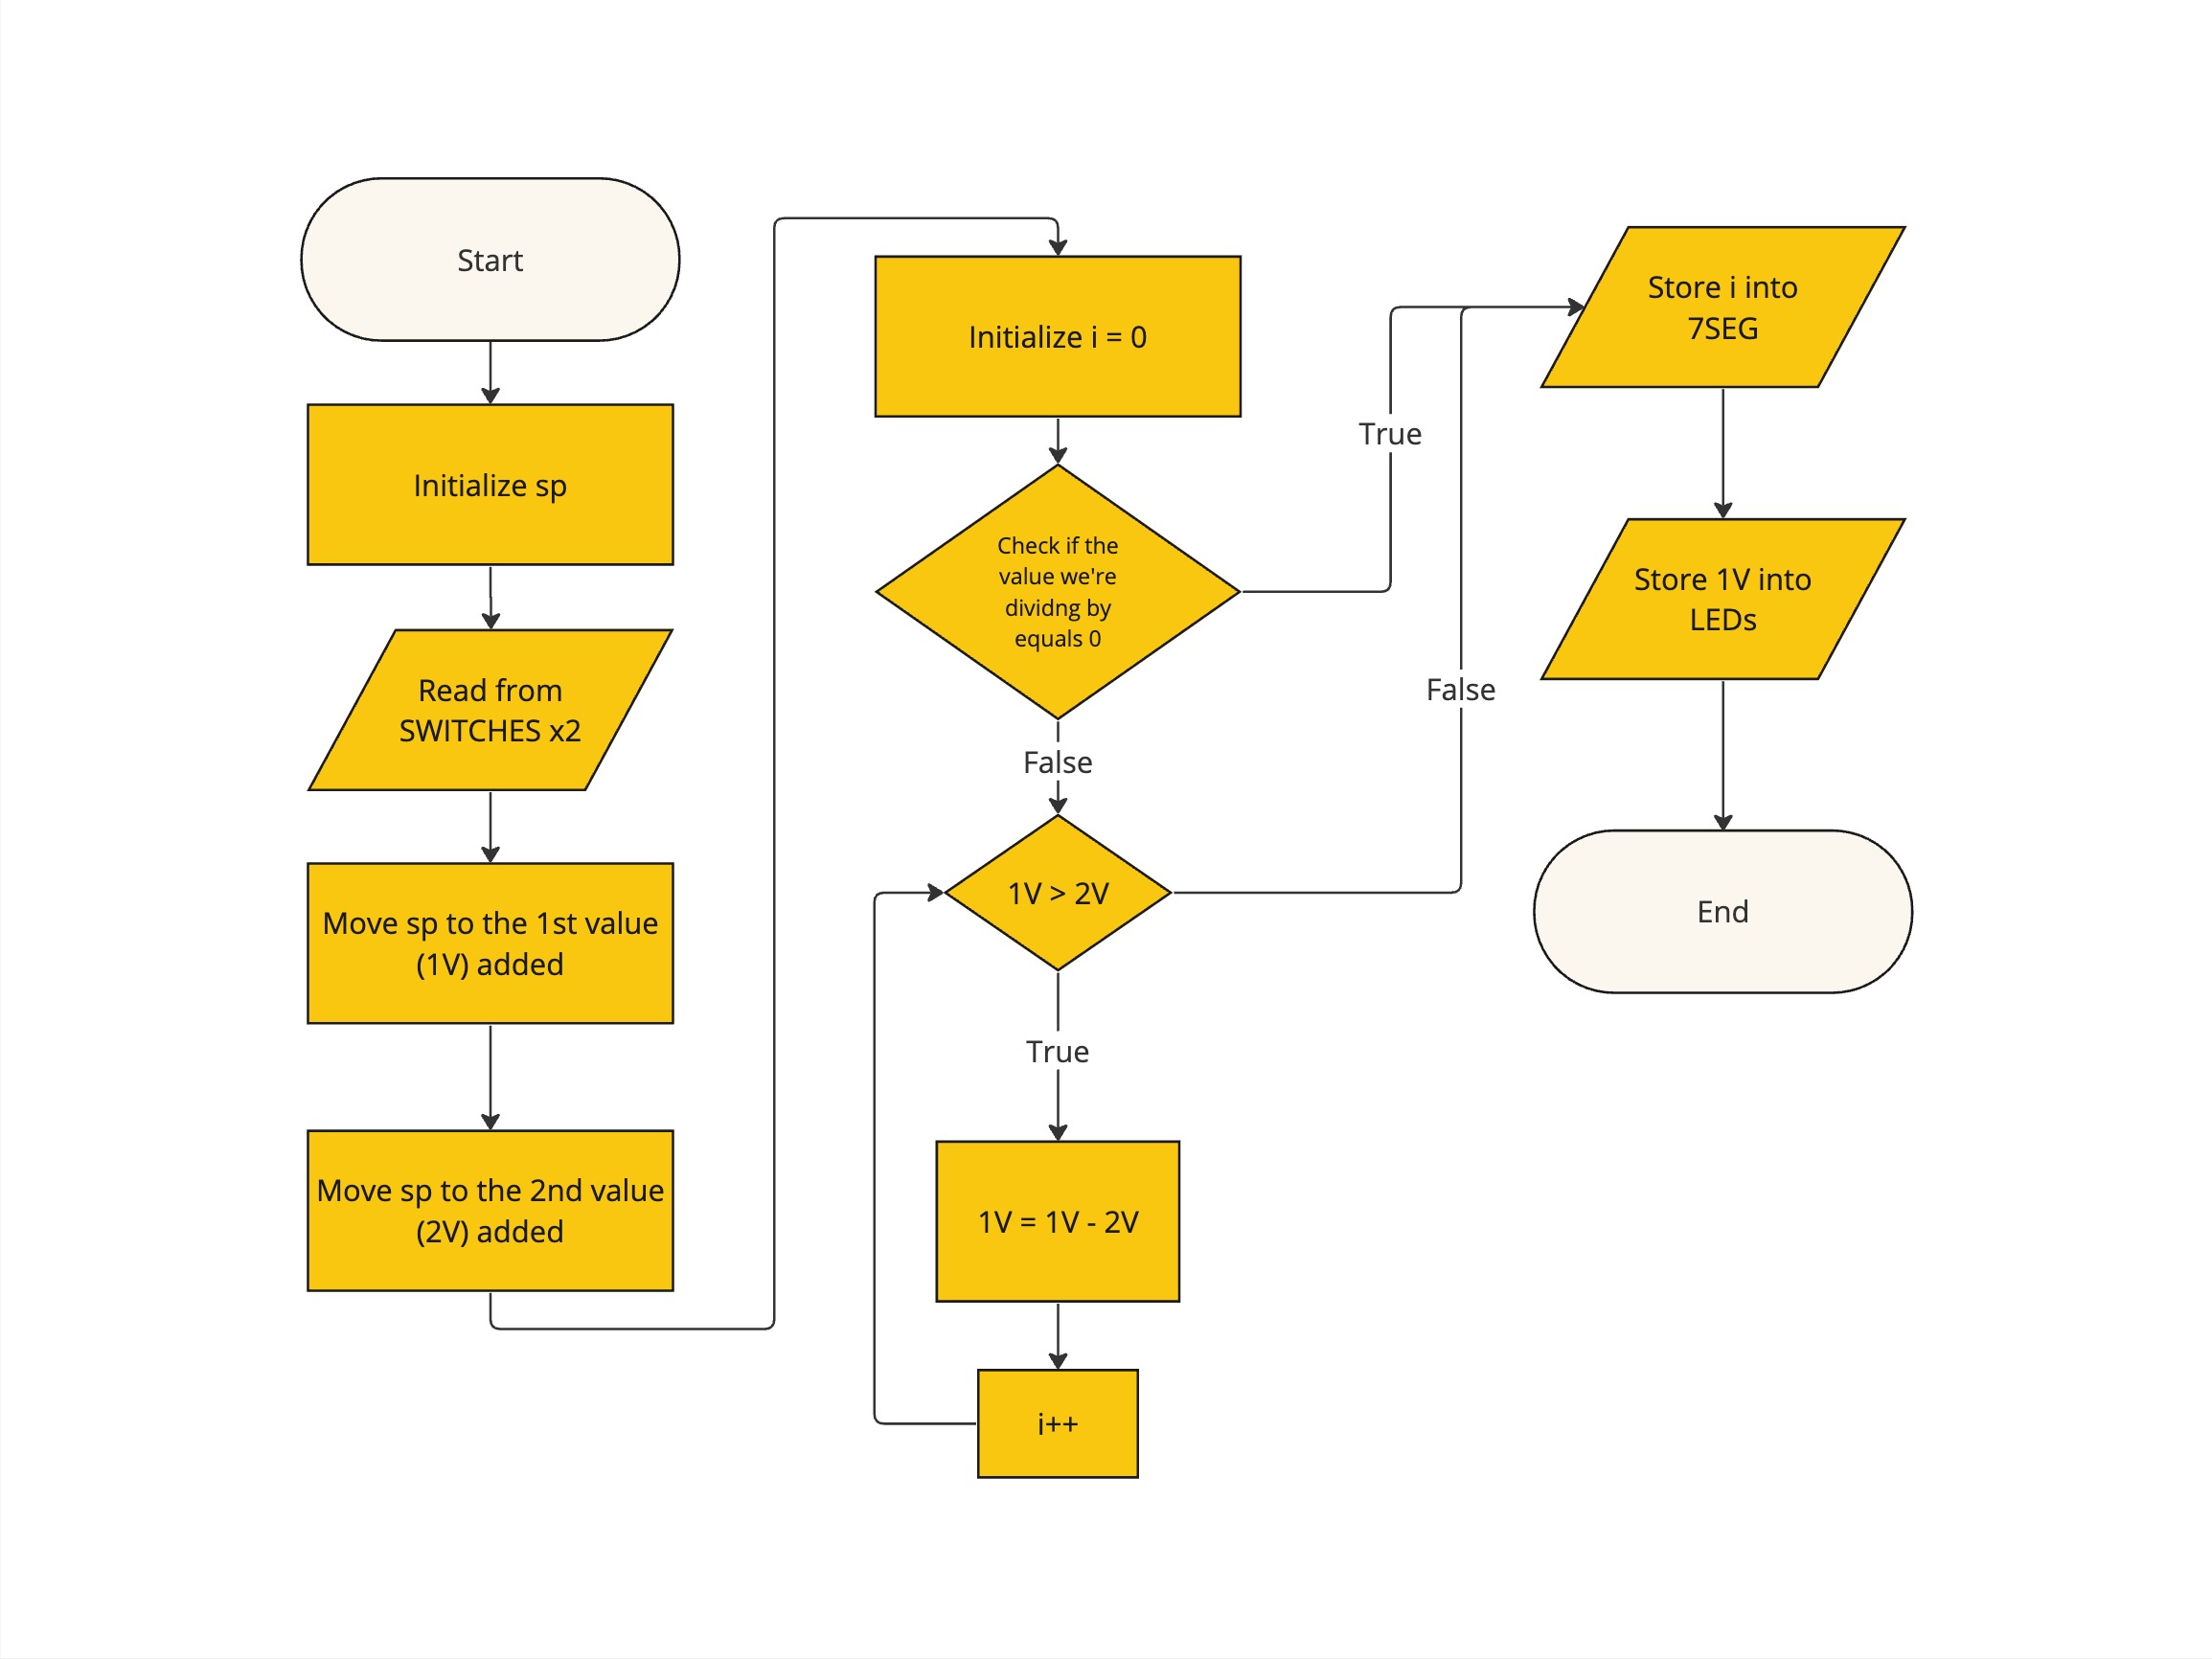 Start
Initialize sp
Read from
SWITCHES x2
Move sp to the 1st value
(1V) added
Move sp to the 2nd value
(2V) added
Initialize i = 0
Check if the
value we're
dividng by
equals 0
True
False
1V > 2V
False
True
1V = 1V - 2V
i++
Store i into
7SEG
Store 1V into
LEDs
End